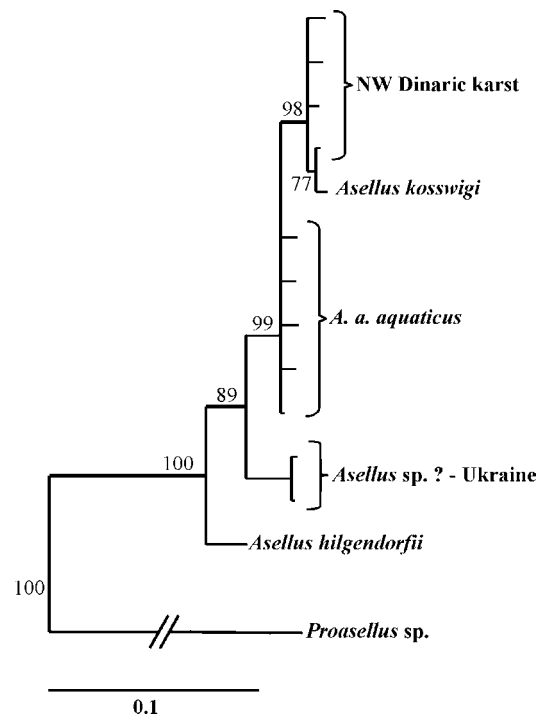 98
NW Dinaric karst
77
Asellus kosswigi
99
A. a. aquaticus
89
100
Asellus sp. ? - Ukraine
Asellus hilgendorfii
100
Proasellus sp.
0.1